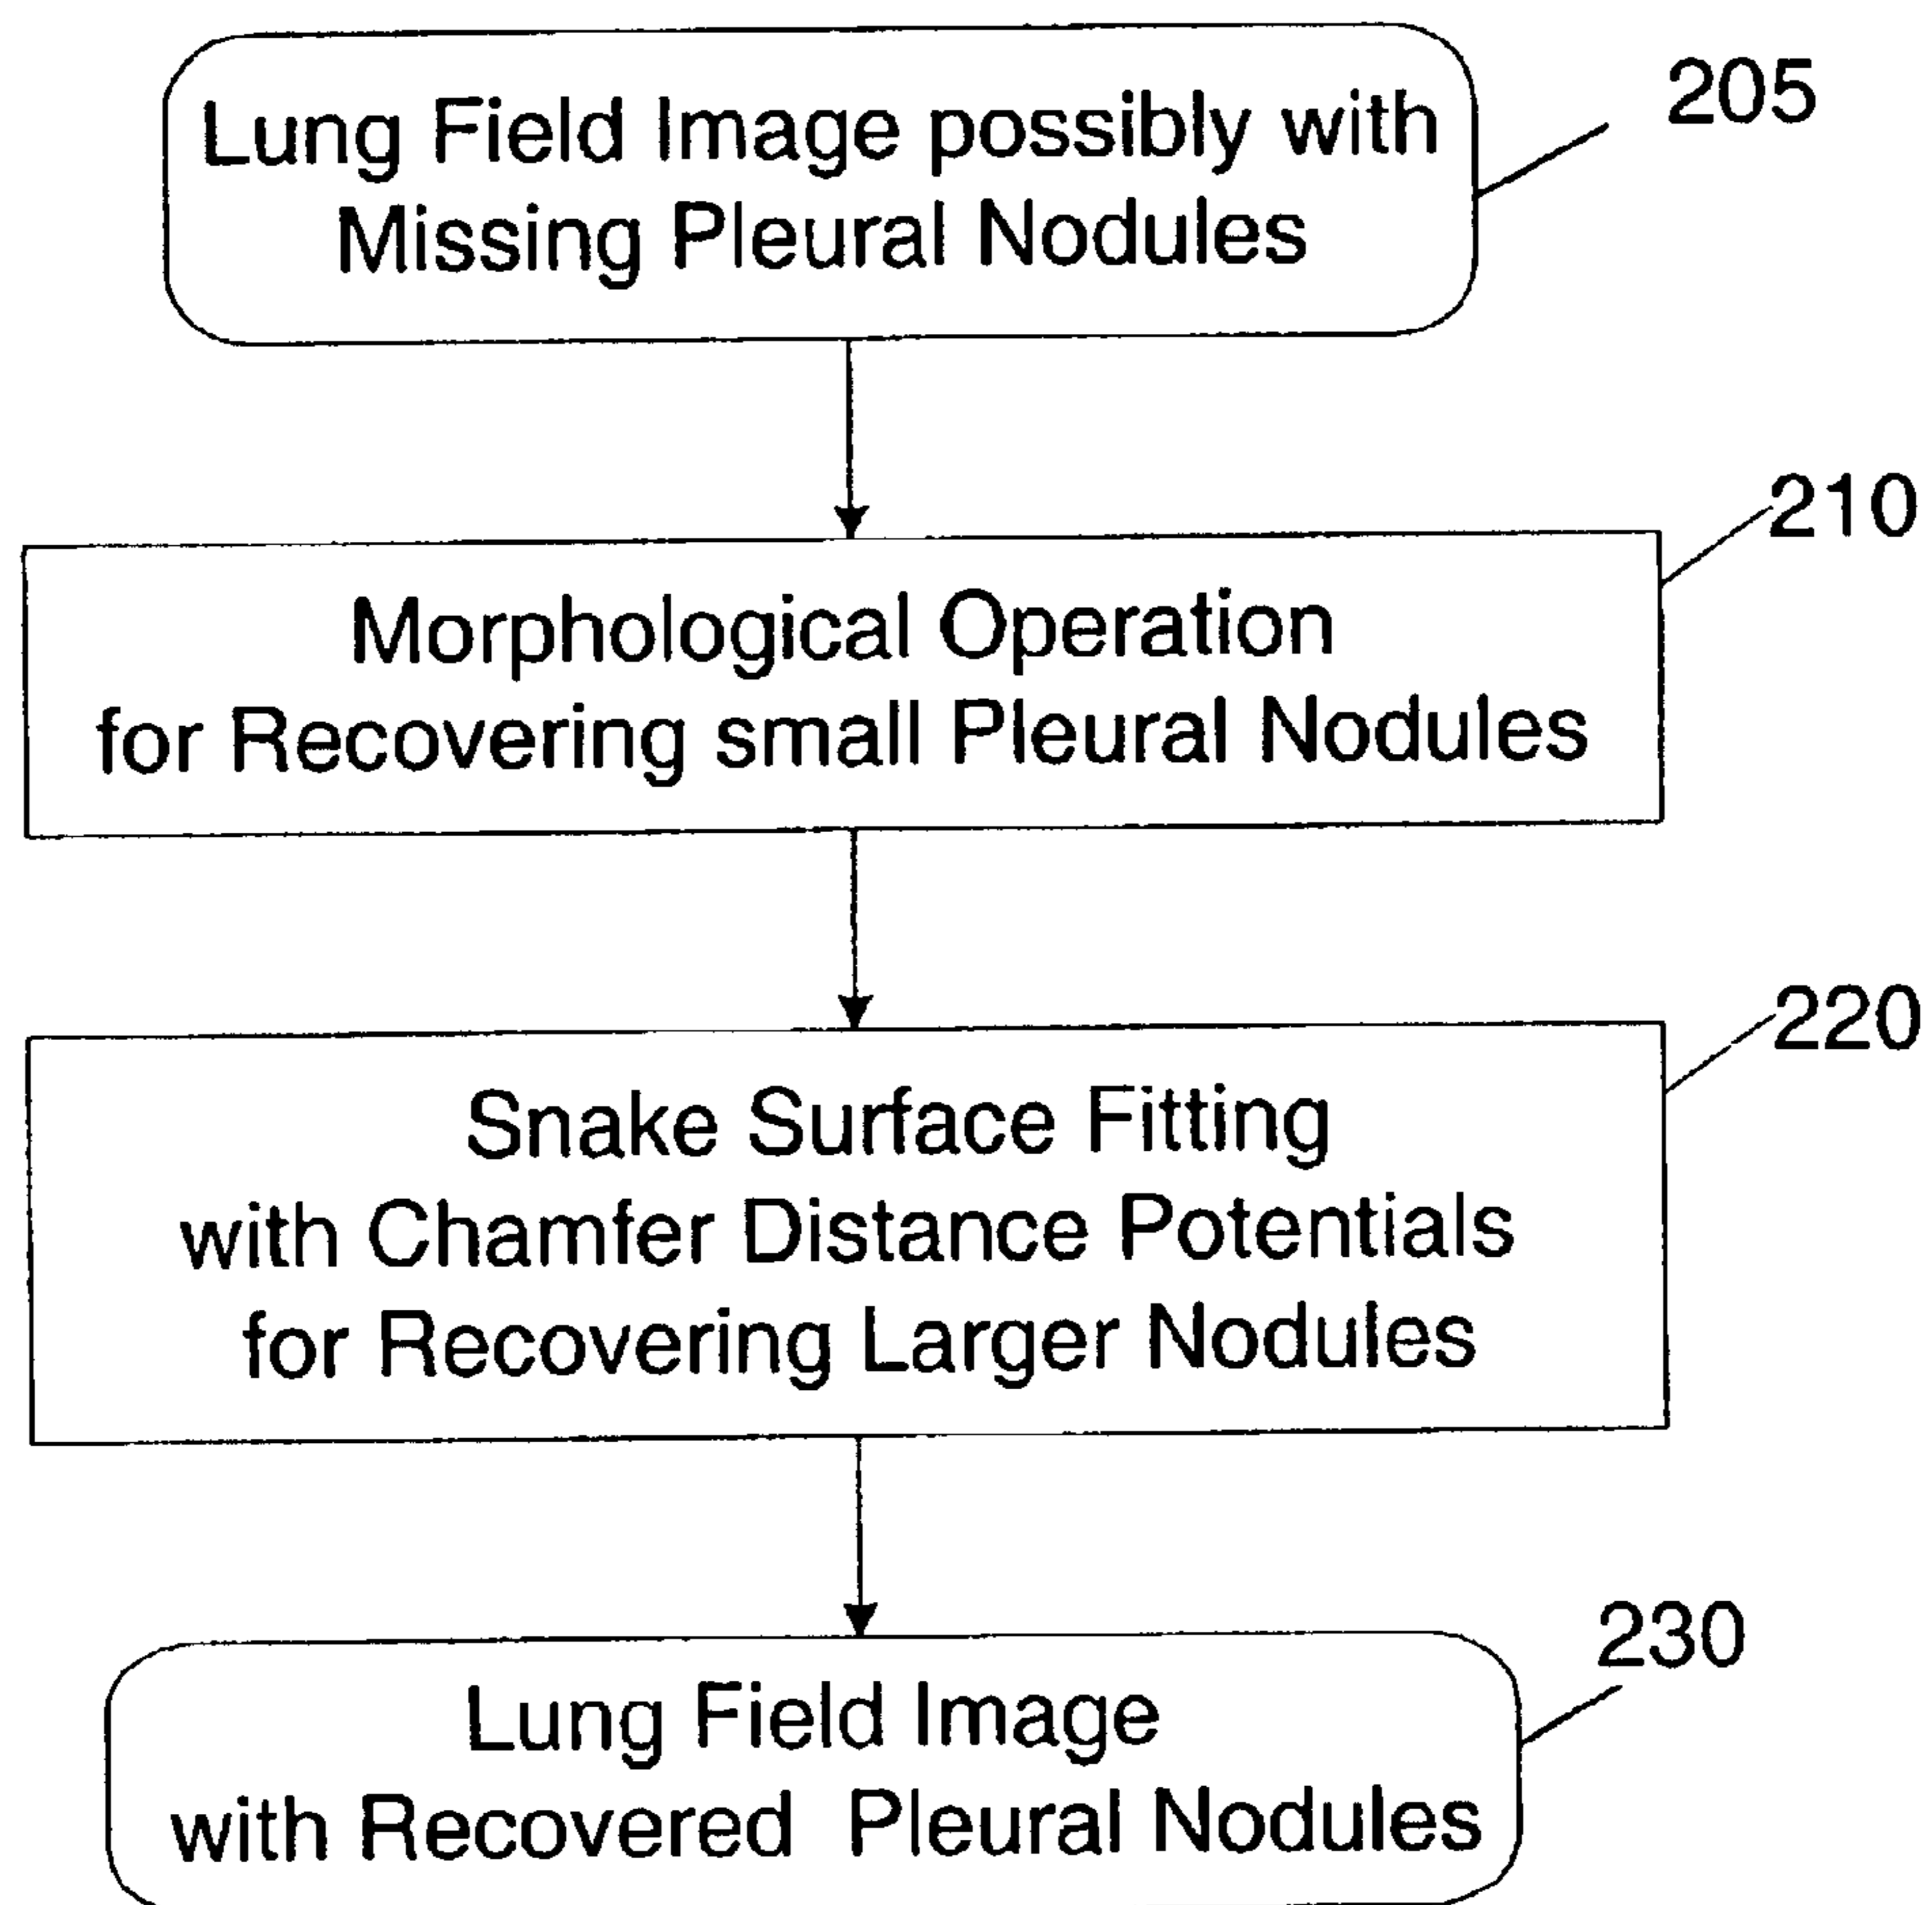 Lung Field Image possibly with
Missing Pleural Nodules
205
Morphological Operation
for Recovering small Pleural Nodules
210
Snake Surface Fitting
with Chamfer Distance Potentials
for Recovering Larger Nodules
220
Lung Field Image
with Recovered Pleural Nodules
230